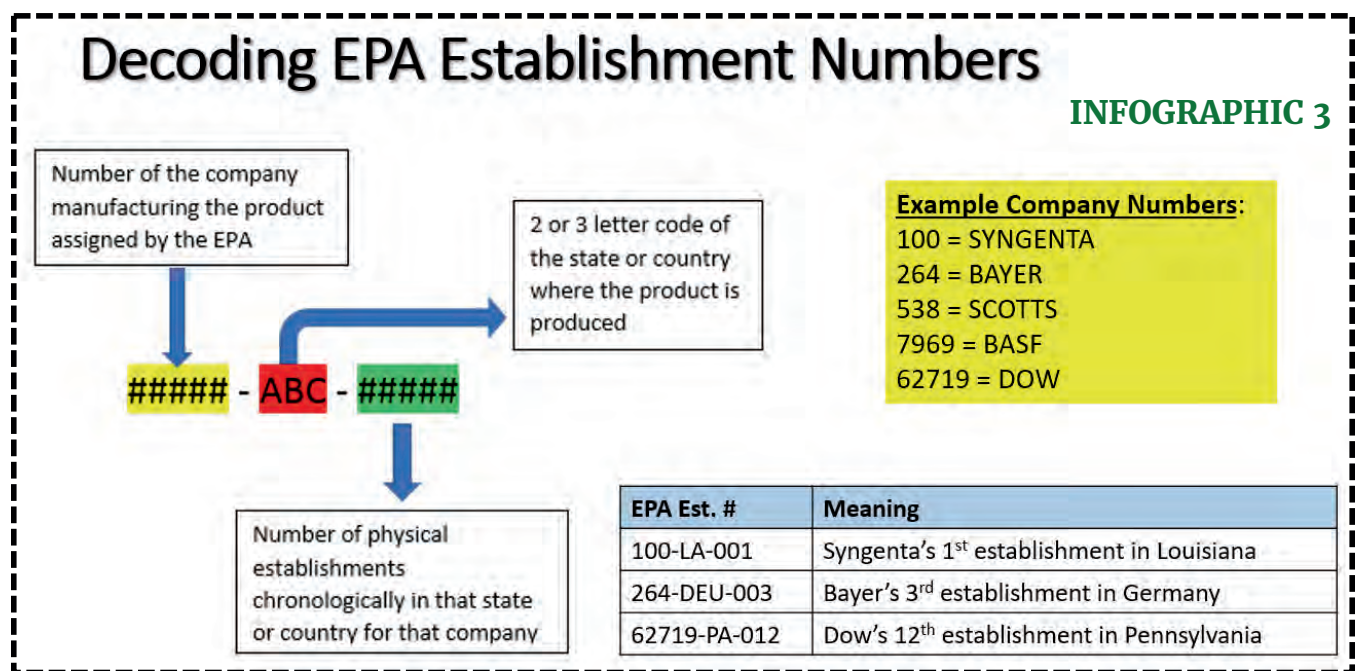 Decoding EPA Establishment Numbers
INFOGRAPHIC 3
Number of the company
manufacturing the product
assigned by the EPA
2 or 3 letter code of
the state or country
where the product is
produced
##### - ABC - #####
Number of physical
establishments
chronologically in that state
or country for that company
Example Company Numbers:
100 = SYNGENTA
264 = BAYER
538 = SCOTTS
7969 = BASF
62719 = DOW
EPA Est. # Meaning
100-LA-001 Syngenta's 1st establishment in Louisiana
264-DEU-003 Bayer's 3rd establishment in Germany
62719-PA-012 Dow's 12th establishment in Pennsylvania